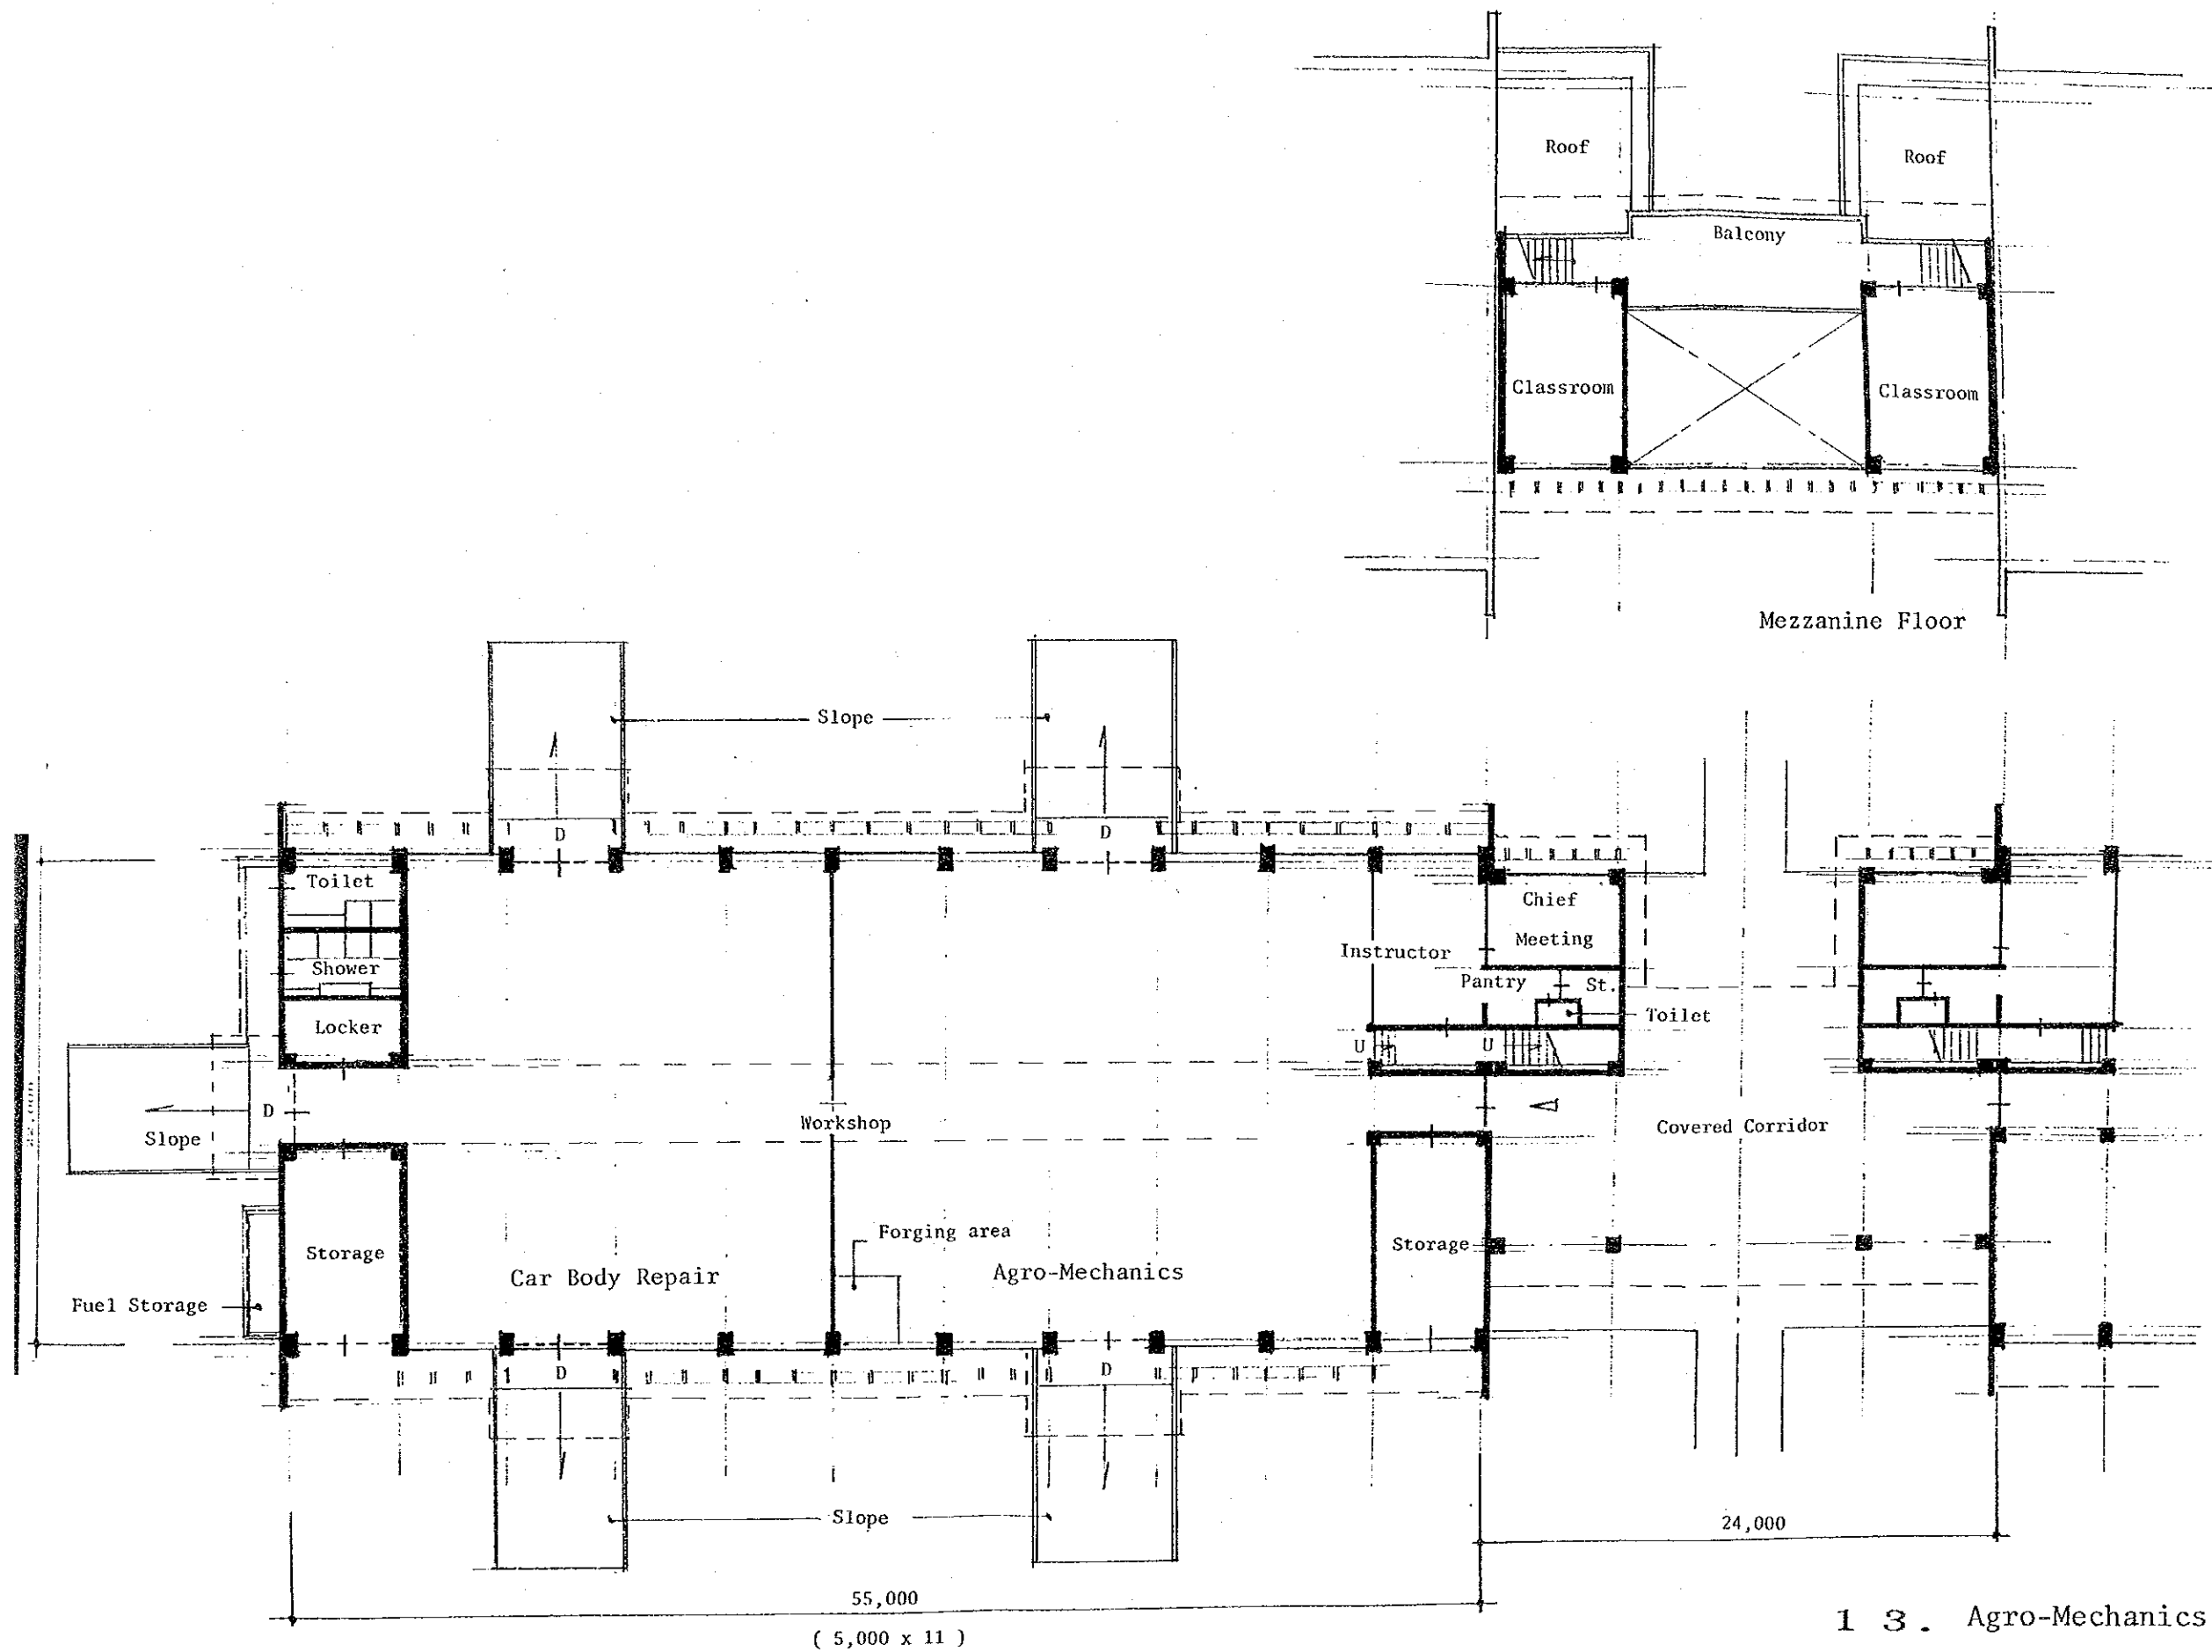 Roof
Roof
Balcony
Classroom
Classroom
Mezzanine Floor
Slope
D
D
Toilet
Chief
Meeting
Instructor
Shower
Pantry
St.
Toilet
Locker
U
U
D
Slope
Workshop
Covered Corridor
Forging area
Storage
Storage
Car Body Repair
Agro-Mechanics
Fuel Storage
D
D
Slope
24,000
55,000
( 5,000 x 11 )
13. Agro-Mechanics